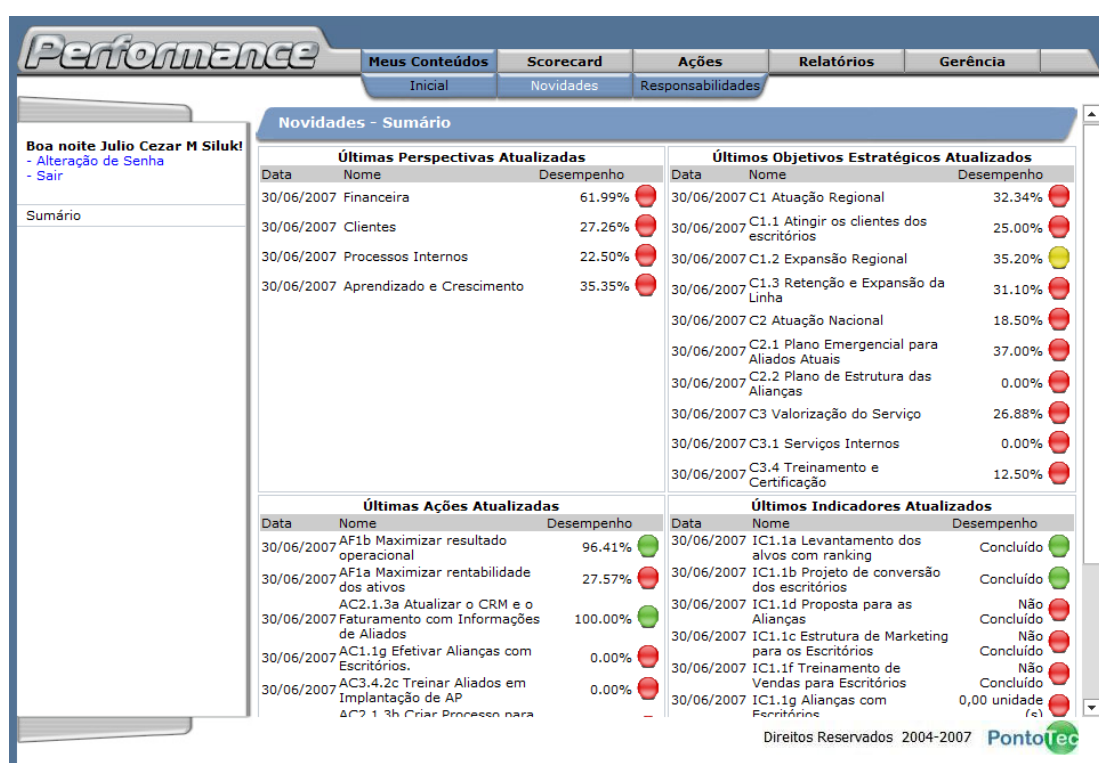 Performance
Meus Conteúdos Scorecard Ações Relatórios Gerência
Inicial Novidades Responsabilidades
Boa noite Julio Cezar M Siluk!
- Alteração de Senha
- Sair
Sumário
Novidades - Sumário
Últimas Perspectivas Atualizadas
Data Nome Desempenho
30/06/2007 Financeira 61.99%
30/06/2007 Clientes 27.26%
30/06/2007 Processos Internos 22.50%
30/06/2007 Aprendizado e Crescimento 35.35%
Últimos Objetivos Estratégicos Atualizados
Data Nome Desempenho
30/06/2007 C1 Atuação Regional 32.34%
30/06/2007 C1.1 Atingir os clientes dos
escritórios 25.00%
30/06/2007 C1.2 Expansão Regional 35.20%
30/06/2007 C1.3 Retenção e Expansão da
Linha 31.10%
30/06/2007 C2 Atuação Nacional 18.50%
30/06/2007 C2.1 Plano Emergencial para
Aliados Atuais 37.00%
30/06/2007 C2.2 Plano de Estrutura das
Alianças 0.00%
30/06/2007 C3 Valorização do Serviço 26.88%
30/06/2007 C3.1 Serviços Internos 0.00%
30/06/2007 C3.4 Treinamento e
Certificação 12.50%
Últimas Ações Atualizadas
Data Nome Desempenho
30/06/2007 AF1b Maximizar resultado
operacional 96.41%
30/06/2007 AF1a Maximizar rentabilidade
dos ativos 27.57%
AC2.1.3a Atualizar o CRM e o
30/06/2007 Faturamento com Informações 100.00%
de Aliados
30/06/2007 AC1.1g Efetivar Alianças com
Escritórios. 0.00%
30/06/2007 AC3.4.2c Treinar Aliados em
Implantação de AP 0.00%
AC2.1.3b Criar Processo para
Últimos Indicadores Atualizados
Data Nome Desempenho
30/06/2007 IC1.1a Levantamento dos
alvos com ranking Concluído
30/06/2007 IC1.1b Projeto de conversão
dos escritórios Concluído
30/06/2007 IC1.1d Proposta para as Não
Alianças Concluído
30/06/2007 IC1.1c Estrutura de Marketing Não
para os Escritórios Concluído
30/06/2007 IC1.1f Treinamento de Não
Vendas para Escritórios Concluído
30/06/2007 IC1.1g Alianças com 0,00 unidade
Escritórios (s)
Direitos Reservados 2004-2007 PontoTec